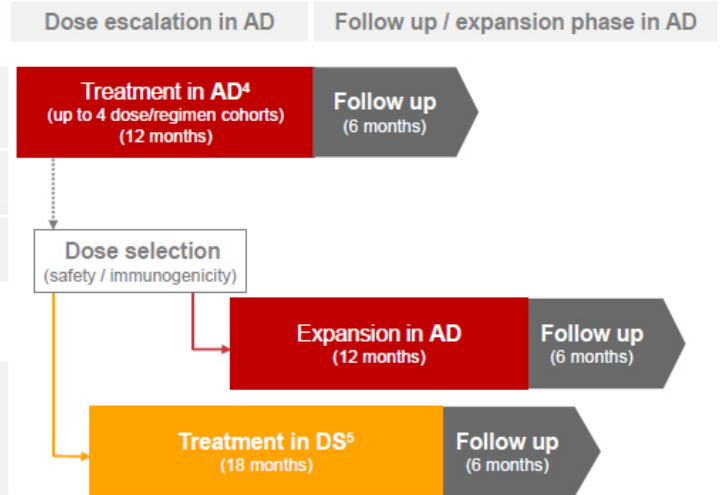 Dose escalation in AD
Follow up / expansion phase in AD
Treatment in AD⁴
(up to 4 dose/regimen cohorts)
(12 months)
Follow up
(6 months)
Dose selection
(safety / immunogenicity)
Expansion in AD
(12 months)
Follow up
(6 months)
Treatment in DS⁵
(18 months)
Follow up
(6 months)